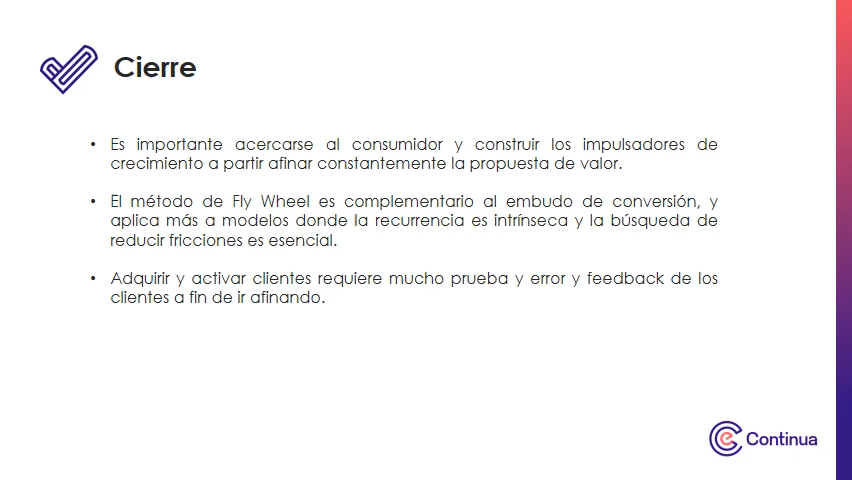 Cierre
• Es importante acercarse al consumidor y construir los impulsadores de
crecimiento a partir afinar constantemente la propuesta de valor.
• El método de Fly Wheel es complementario al embudo de conversión, y
aplica más a modelos donde la recurrencia es intrínseca y la búsqueda de
reducir fricciones es esencial.
• Adquirir y activar clientes requiere mucho prueba y error y feedback de los
clientes a fin de ir afinando.
Continua